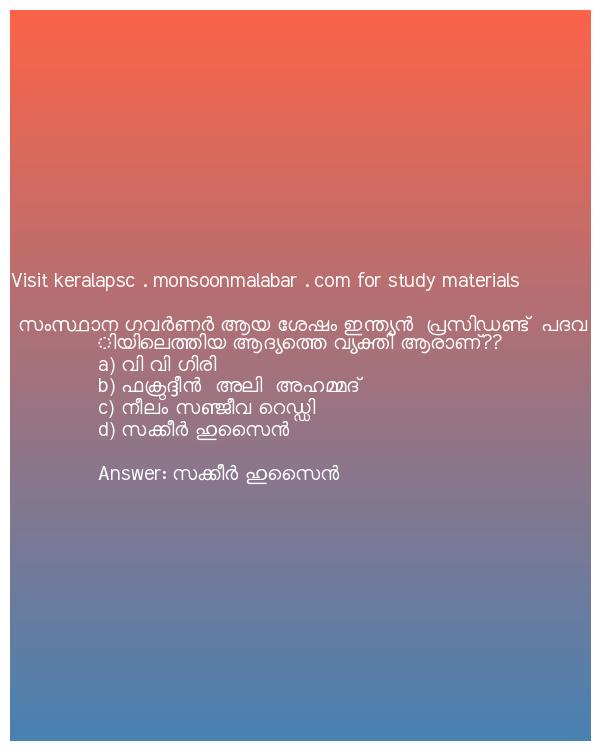 Visit keralapsc . monsoonmalabar . com for study materials
സംസ്ഥാന ഗവർണർ ആയ ശേഷം ഇന്ത്യൻ പ്രസിഡണ്ട് പദവ
ിയിലെത്തിയ ആദ്യത്തെ വ്യക്തി ആരാണ്??
a) വി വി ഗിരി
b) ഫക്രുദ്ദീൻ അലി അഹമ്മദ്
c) നീലം സഞ്ജീവ റെഡ്ഡി
d) സക്കീർ ഹുസൈൻ
Answer: സക്കീർ ഹുസൈൻ